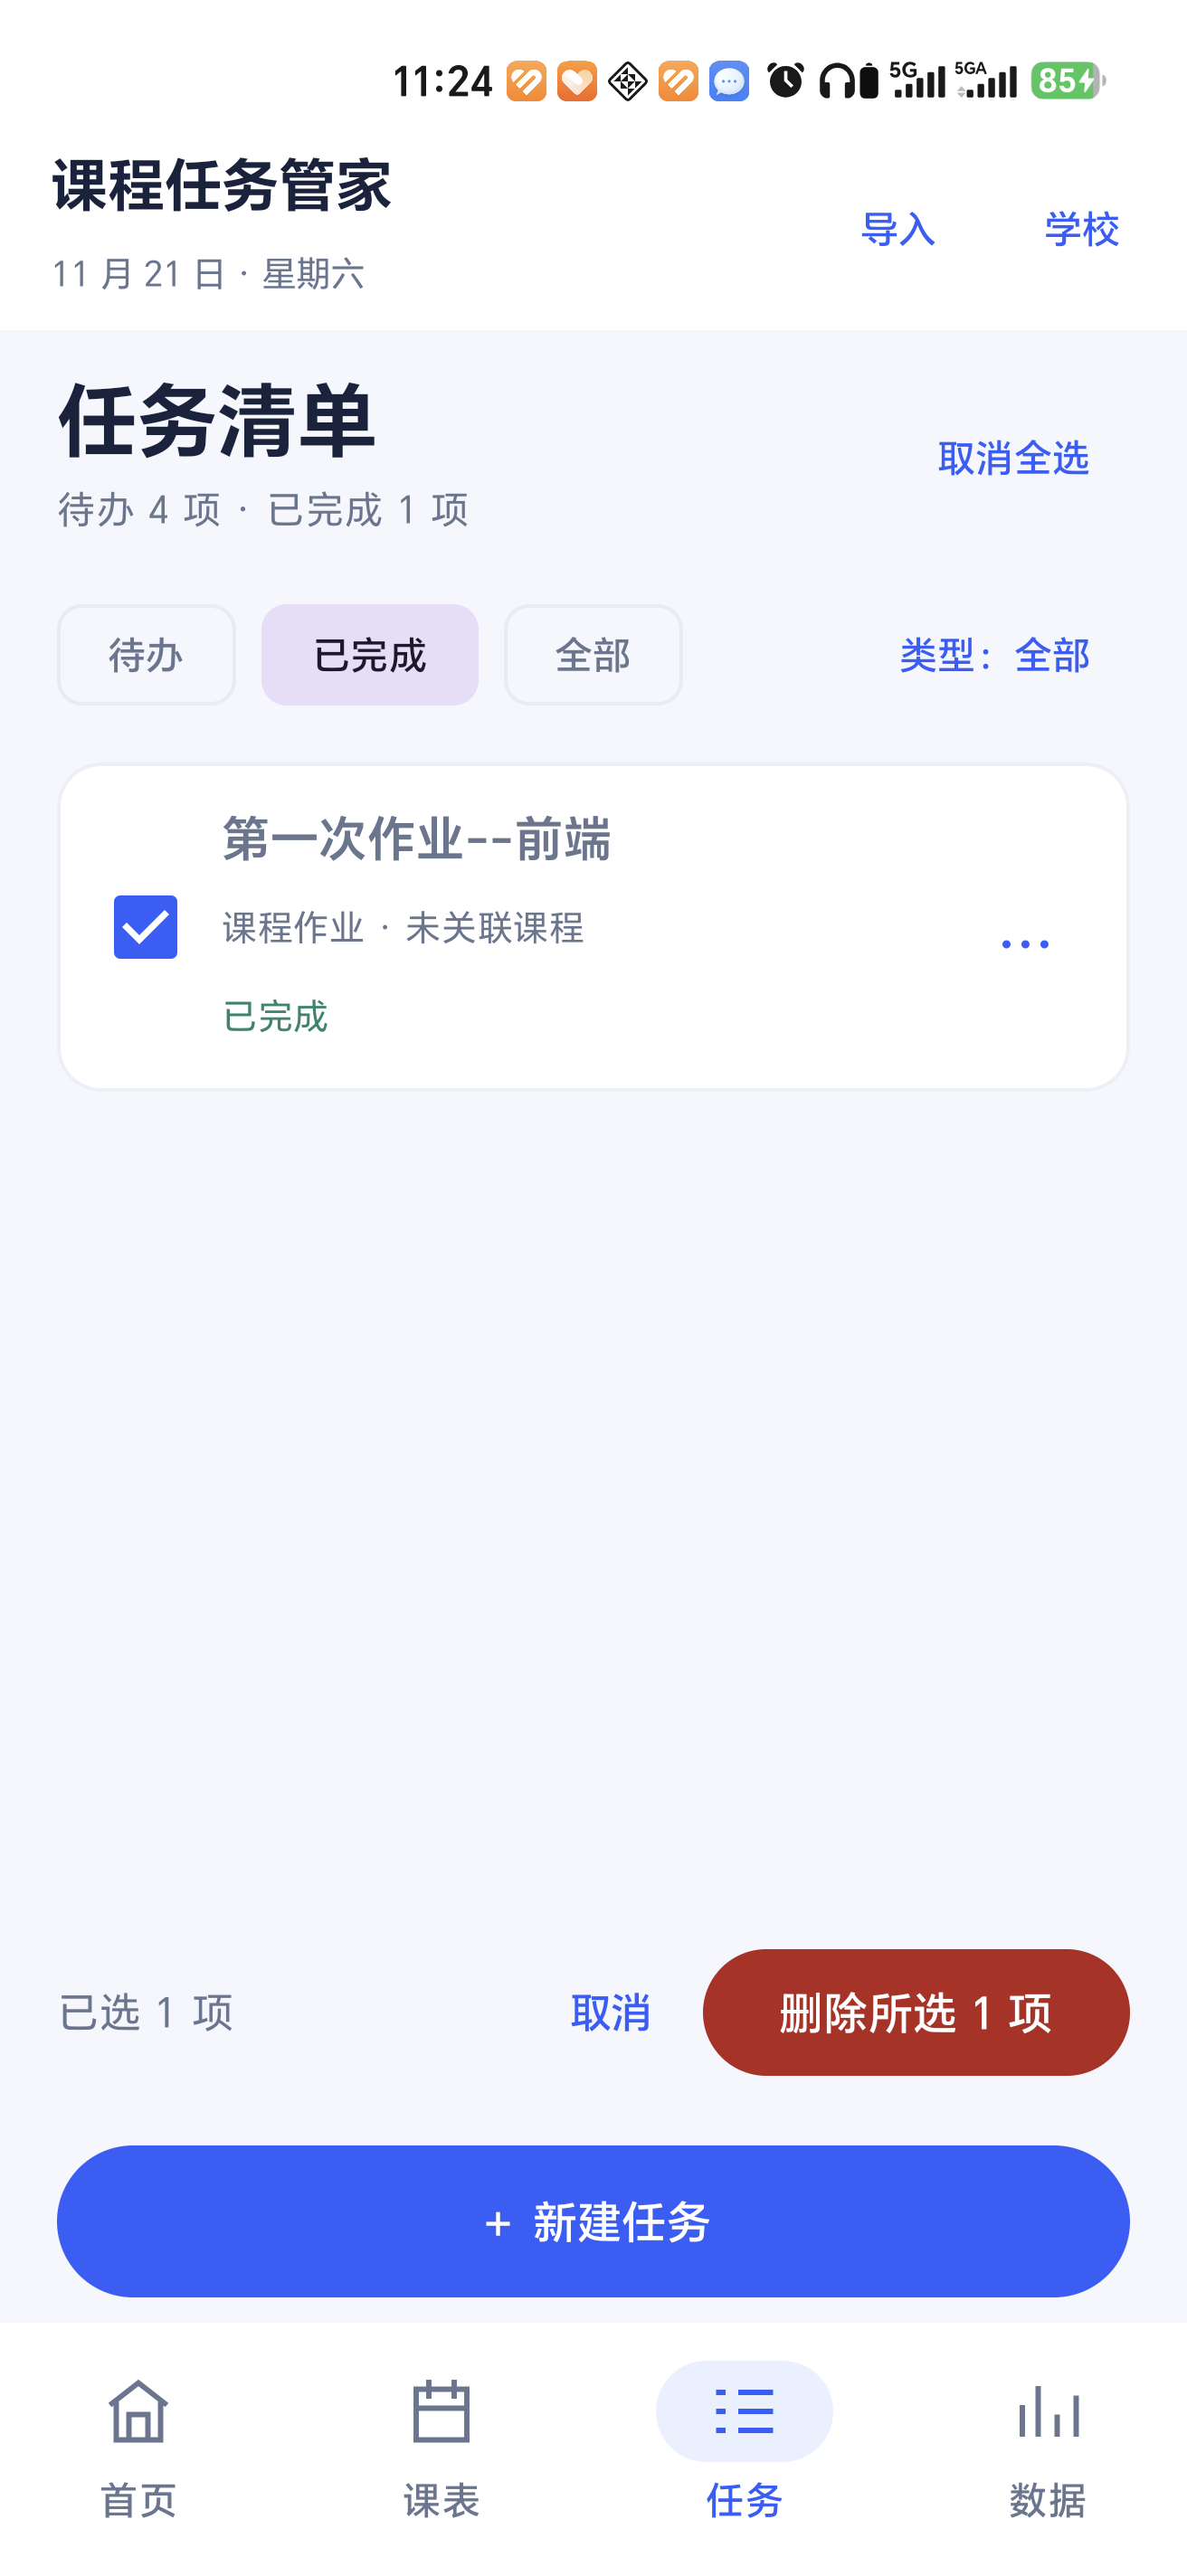 11:24 5G 5GA 85
课程任务管家
11 月 21 日 · 星期六
导入 学校
任务清单
取消全选
待办 4 项 · 已完成 1 项
待办 已完成 全部 类型：全部
第一次作业--前端
课程作业 · 未关联课程
...
已完成
已选 1 项 取消 删除所选 1 项
+ 新建任务
首页 课表 任务 数据